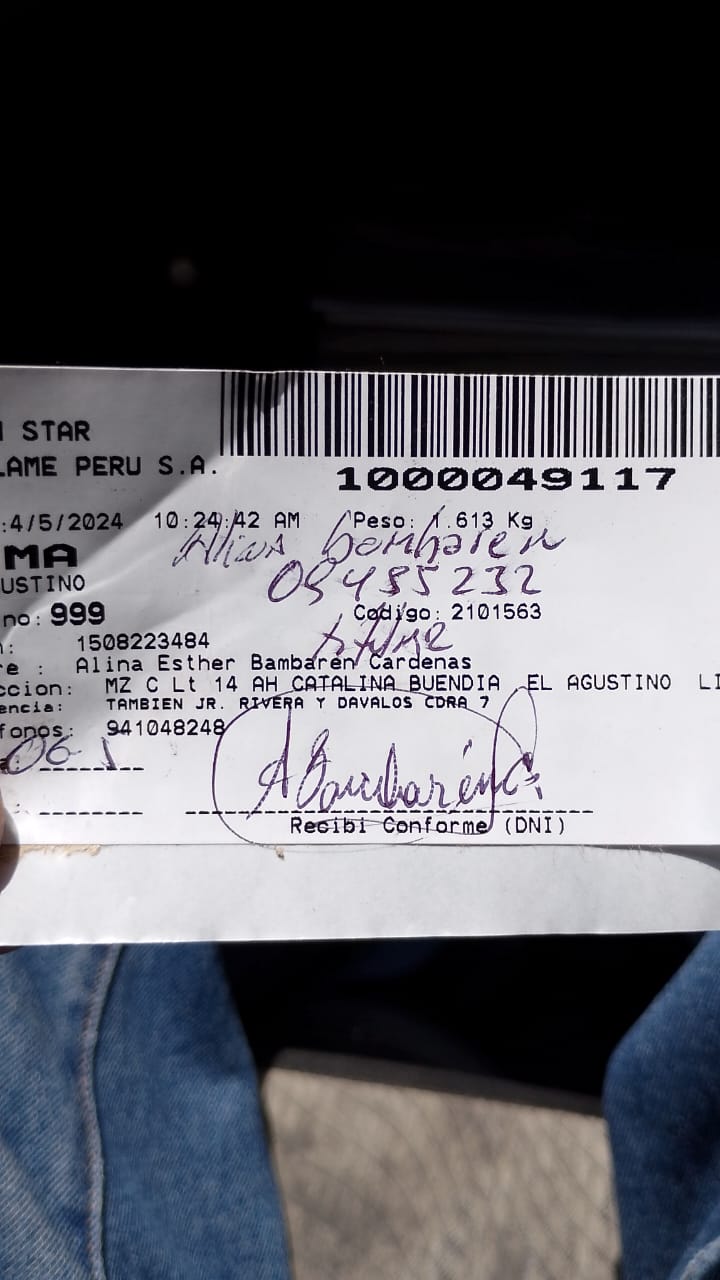 STAR
LAME PERU S.A.
1000049117
:4/5/2024 10:24:42 AM Peso: 1.613 Kg
MA
Alina bambaren
USTINO
no: 999
Codigo: 2101563
: 1508223484
e : Alina Esther Bambaren Cardenas
ccion: MZ C Lt 14 AH CATALINA BUENDIA EL AGUSTINO LI
encia: TAMBIEN JR. RIVERA Y DAVALOS CDRA 7
fonos: 941048248
ABambarénC.
Recibi Conforme (DNI)